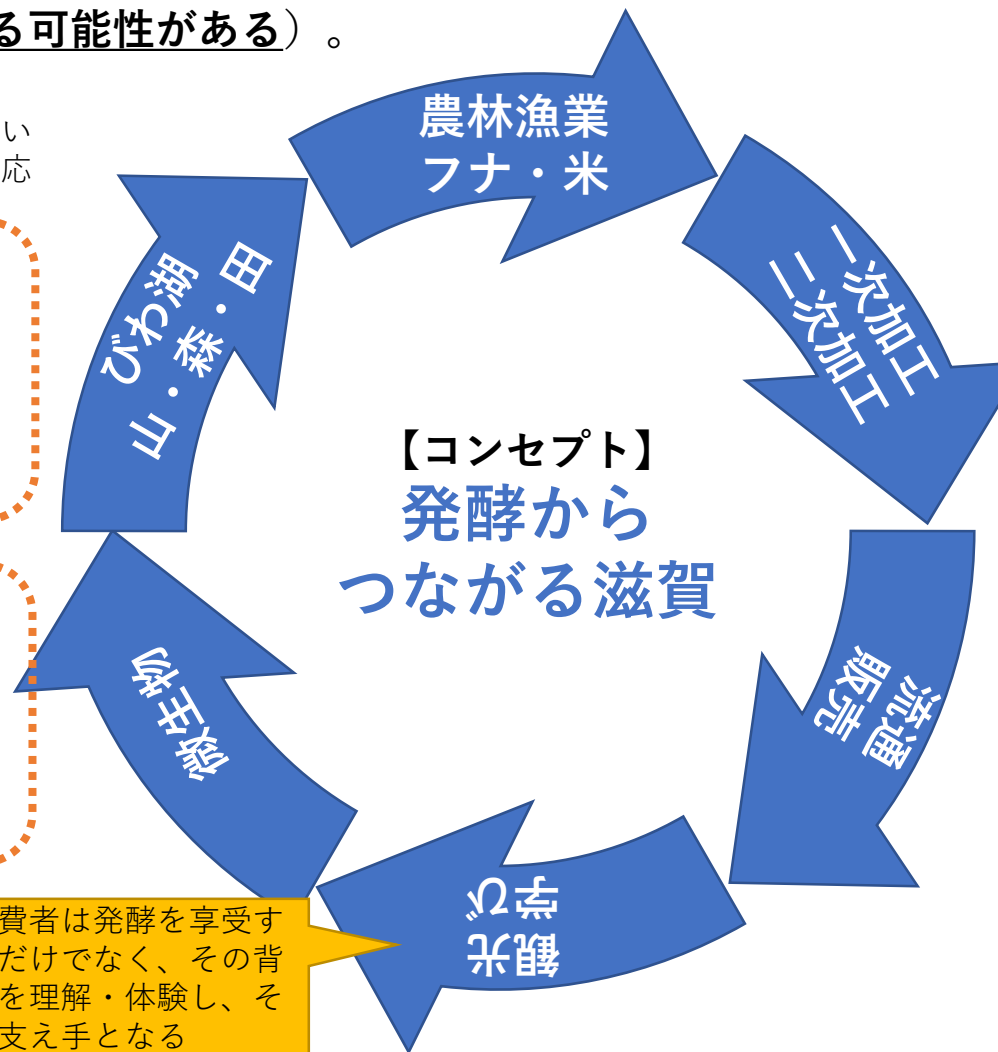 る可能性がある）。
い
応
農林漁業
フナ・米
一次加工
二次加工
流通
販売
観光
学び
微生物
びわ湖
山・森・田
【コンセプト】
発酵から
つながる滋賀
費者は発酵を享受す
だけでなく、その背
を理解・体験し、そ
支え手となる